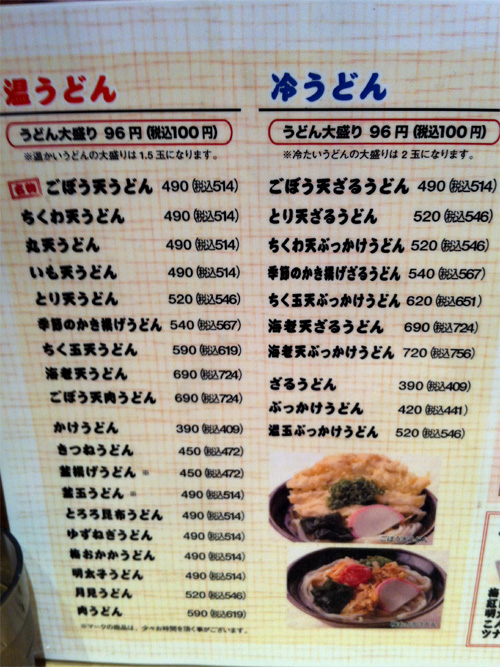 温うどん
うどん大盛り 96円(税込100円)
※温かいうどんの大盛りは1.5玉になります。
名物 ごぼう天うどん 490(税込514)
ちくわ天うどん 490(税込514)
丸天うどん 490(税込514)
いも天うどん 490(税込514)
とり天うどん 520(税込546)
季節のかき揚げうどん 540(税込567)
ちく玉天うどん 590(税込619)
海老天うどん 690(税込724)
ごぼう天肉うどん 690(税込724)
かけうどん 390(税込409)
きつねうどん 450(税込472)
釜揚げうどん※ 450(税込472)
釜玉うどん※ 490(税込514)
とろろ昆布うどん 490(税込514)
ゆずねぎうどん 490(税込514)
梅おかかうどん 490(税込514)
明太子うどん 490(税込514)
月見うどん 520(税込546)
肉うどん 590(税込619)
※マークの商品は、少々お時間を頂く事がございます。
冷うどん
うどん大盛り 96円(税込100円)
※冷たいうどんの大盛りは2玉になります。
ごぼう天ざるうどん 490(税込514)
とり天ざるうどん 520(税込546)
ちくわ天ぶっかけうどん 520(税込546)
季節のかき揚げざるうどん 540(税込567)
ちく玉天ぶっかけうどん 620(税込651)
海老天ざるうどん 690(税込724)
海老天ぶっかけうどん 720(税込756)
ざるうどん 390(税込409)
ぶっかけうどん 420(税込441)
温玉ぶっかけうどん 520(税込546)